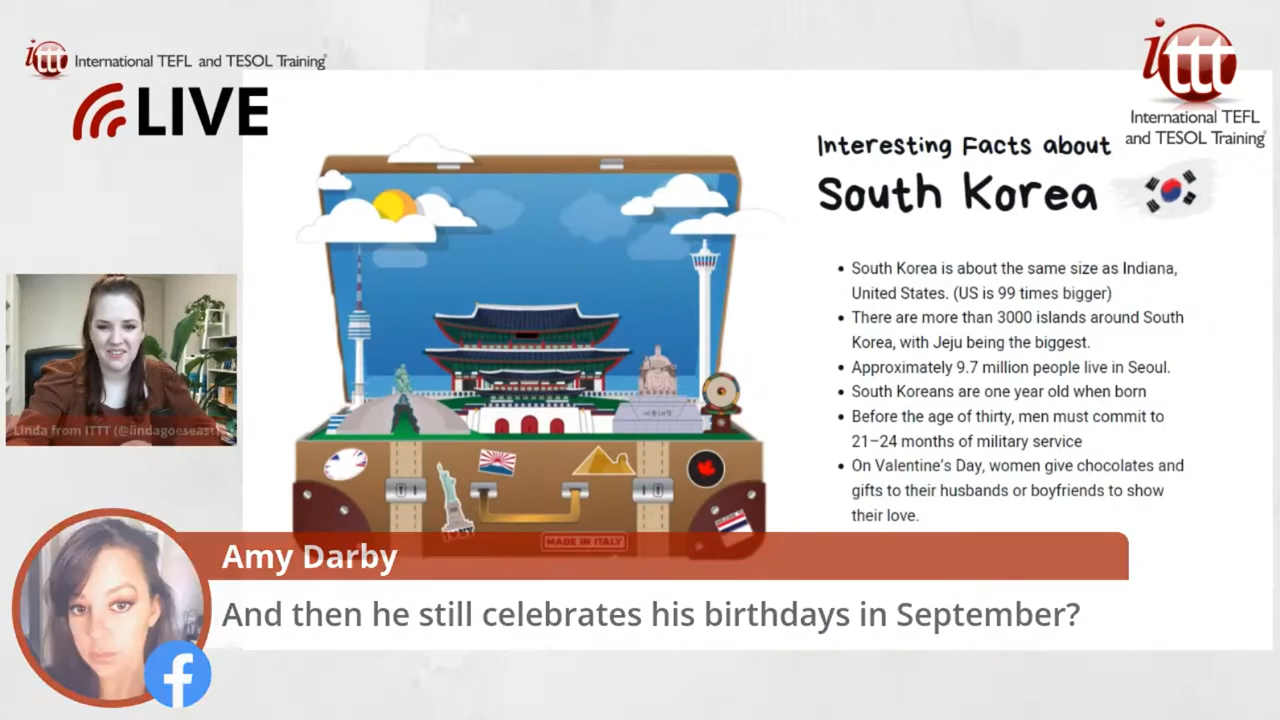 ittt International TEFL and TESOL Training
LIVE
ittt
International TEFL
and TESOL Training
Interesting Facts about
South Korea
• South Korea is about the same size as Indiana,
United States. (US is 99 times bigger)
• There are more than 3000 islands around South
Korea, with Jeju being the biggest.
• Approximately 9.7 million people live in Seoul.
• South Koreans are one year old when born
• Before the age of thirty, men must commit to
21–24 months of military service
• On Valentine's Day, women give chocolates and
gifts to their husbands or boyfriends to show
their love.
Linda from ITTT (@lindagoeseast)
I NY
MADE IN ITALY
Amy Darby
And then he still celebrates his birthdays in September?
f